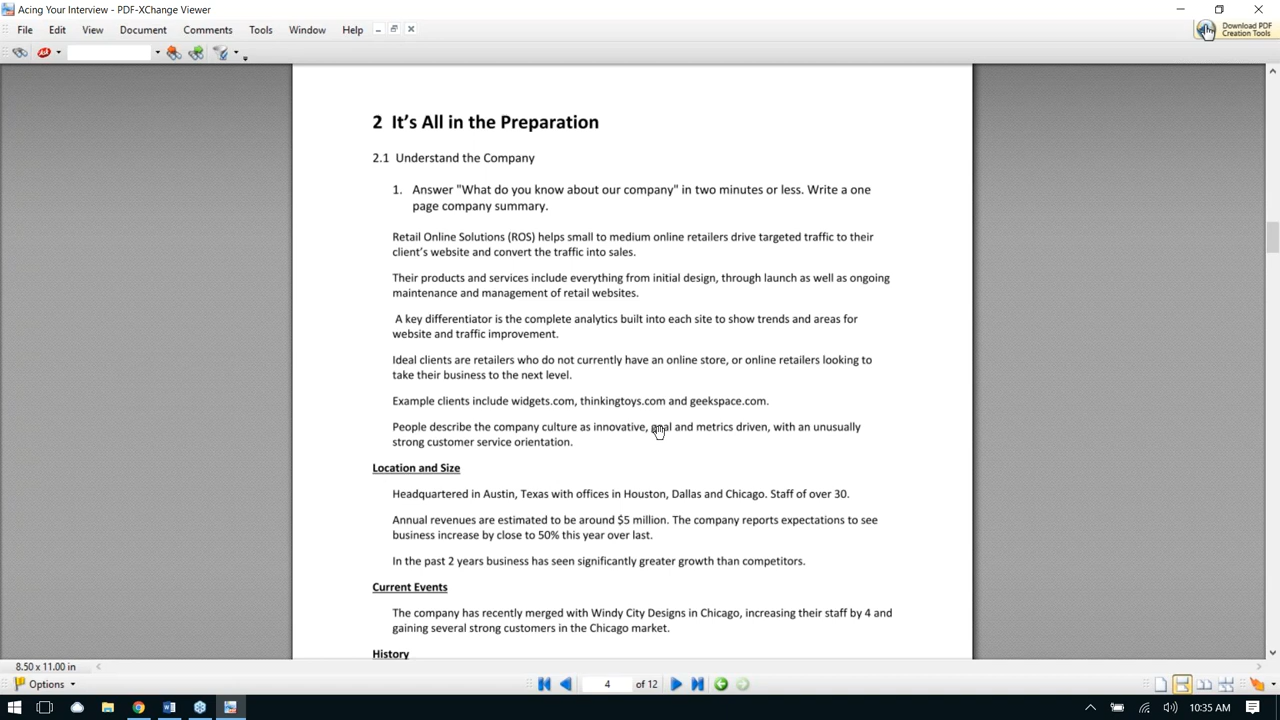 Acing Your Interview - PDF-XChange Viewer
File Edit View Document Comments Tools Window Help
Download PDF
Creation Tools
2 It's All in the Preparation
2.1 Understand the Company
1. Answer "What do you know about our company" in two minutes or less. Write a one
page company summary.
Retail Online Solutions (ROS) helps small to medium online retailers drive targeted traffic to their
client's website and convert the traffic into sales.
Their products and services include everything from initial design, through launch as well as ongoing
maintenance and management of retail websites.
A key differentiator is the complete analytics built into each site to show trends and areas for
website and traffic improvement.
Ideal clients are retailers who do not currently have an online store, or online retailers looking to
take their business to the next level.
Example clients include widgets.com, thinkingtoys.com and geekspace.com.
People describe the company culture as innovative, goal and metrics driven, with an unusually
strong customer service orientation.
Location and Size
Headquartered in Austin, Texas with offices in Houston, Dallas and Chicago. Staff of over 30.
Annual revenues are estimated to be around $5 million. The company reports expectations to see
business increase by close to 50% this year over last.
In the past 2 years business has seen significantly greater growth than competitors.
Current Events
The company has recently merged with Windy City Designs in Chicago, increasing their staff by 4 and
gaining several strong customers in the Chicago market.
History
8.50 x 11.00 in
Options 4 of 12
10:35 AM